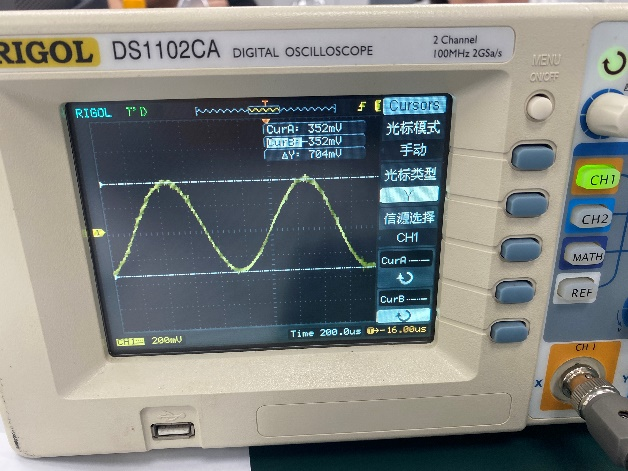 RIGOL DS1102CA DIGITAL OSCILLOSCOPE
2 Channel
100MHz 2GSa/s
MENU
ON/OFF
RIGOL T'D
Cursors
CurA: 352mV
CurB:-352mV
ΔY: 704mV
光标模式
手动
光标类型
Y
信源选择
CH1
CurA
CurB
CH1 200mV Time 200.0us T→-16.00us
CH1
CH2
MATH
REF
CH 1
X